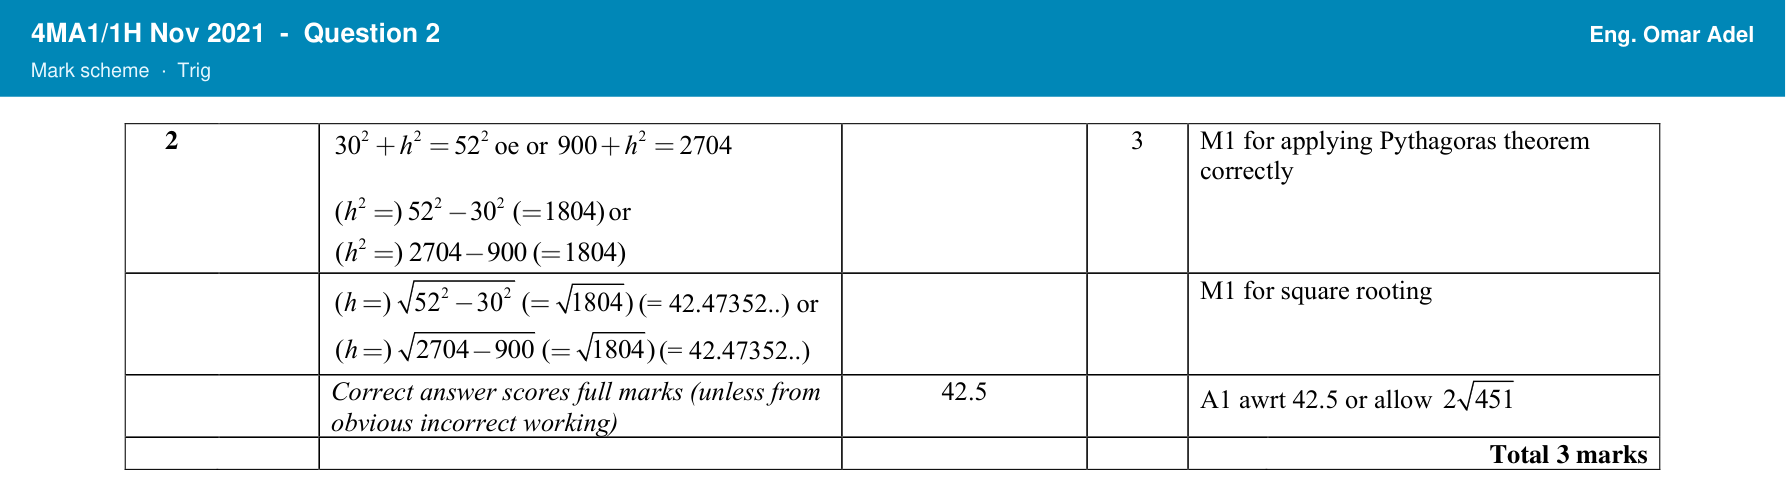 4MA1/1H Nov 2021 - Question 2
Eng. Omar Adel
Mark scheme · Trig
2
30² + h² = 52² oe or 900 + h² = 2704
3
M1 for applying Pythagoras theorem
correctly
(h² =) 52² − 30² (=1804) or
(h² =) 2704 − 900 (=1804)
(h =) √(52² − 30²) (= √1804) (= 42.47352..) or
M1 for square rooting
(h =) √(2704 − 900) (= √1804) (= 42.47352..)
Correct answer scores full marks (unless from
obvious incorrect working)
42.5
A1 awrt 42.5 or allow 2√451
Total 3 marks